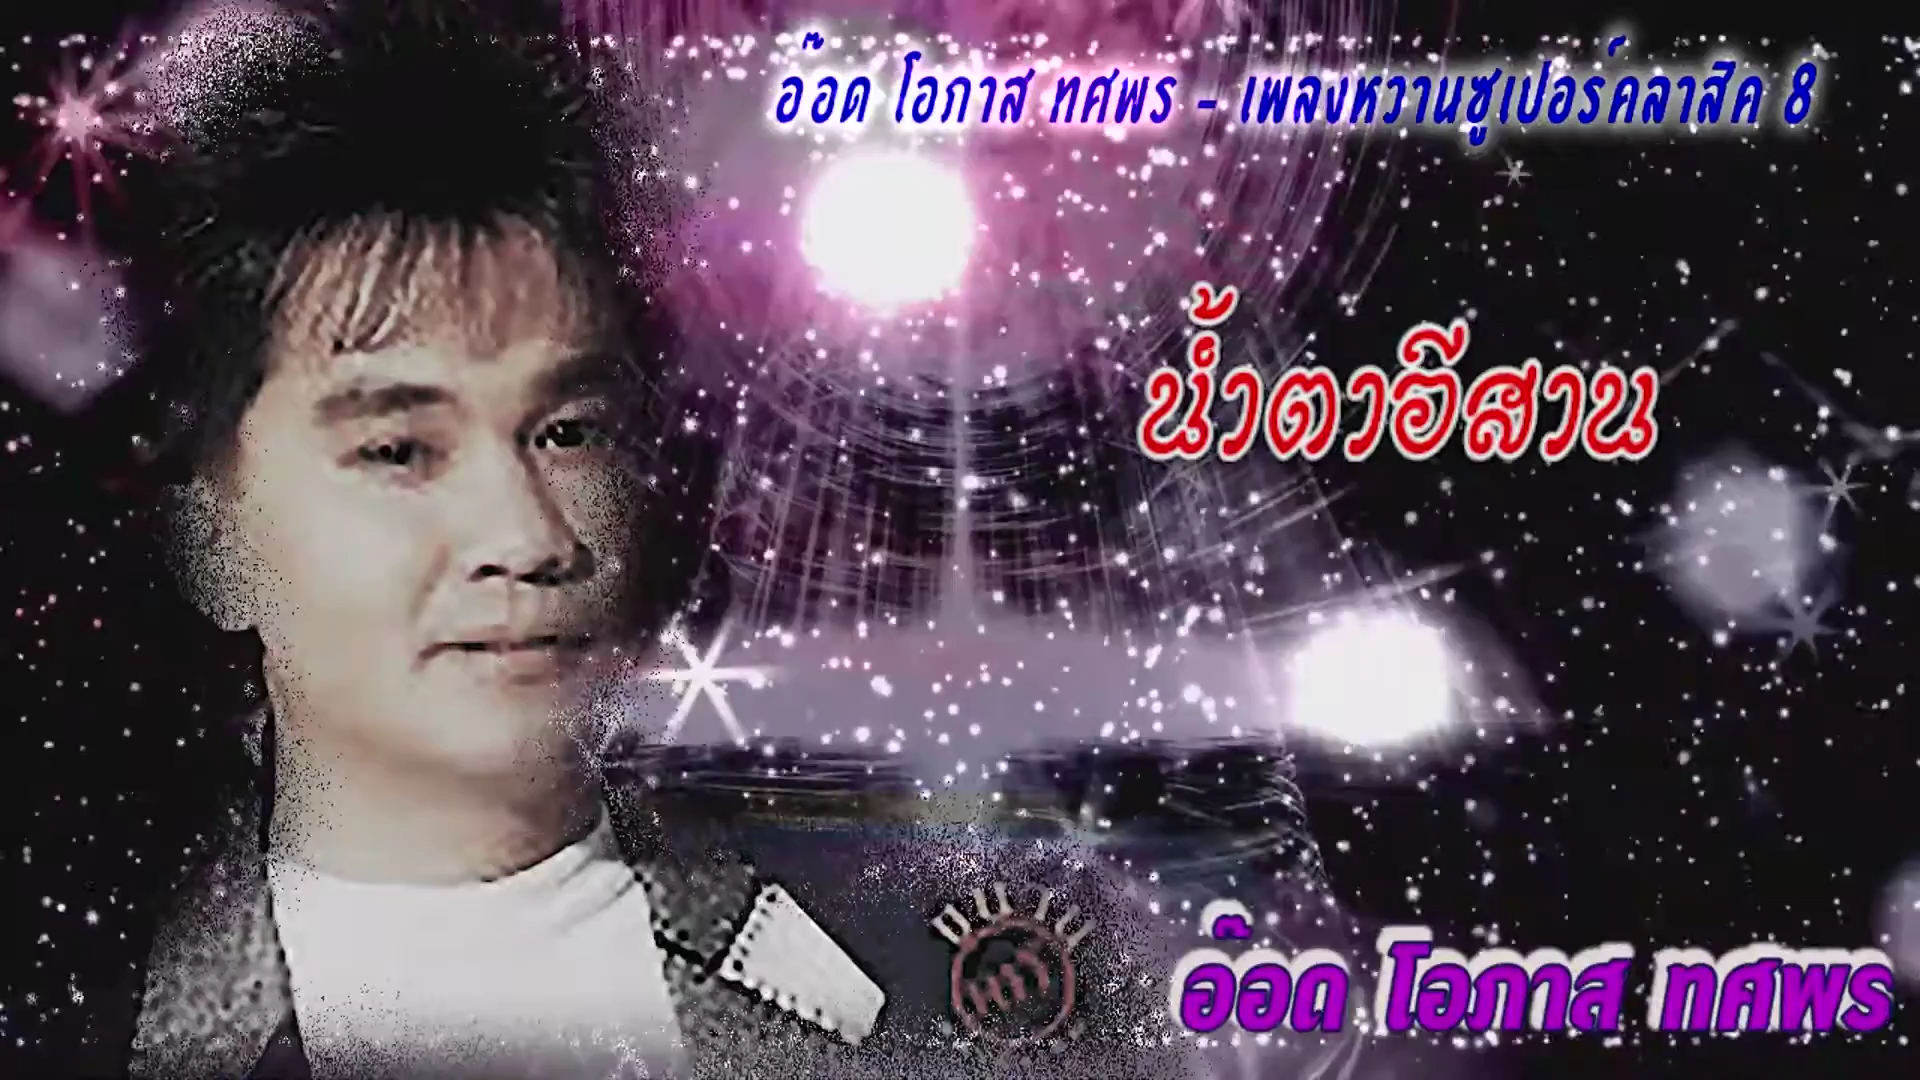 อ๊อด โอภาส ทศพร - เพลงหวานซูเปอร์คลาสิค 8
น้ำตาอีสาน
อ๊อด โอภาส ทศพร